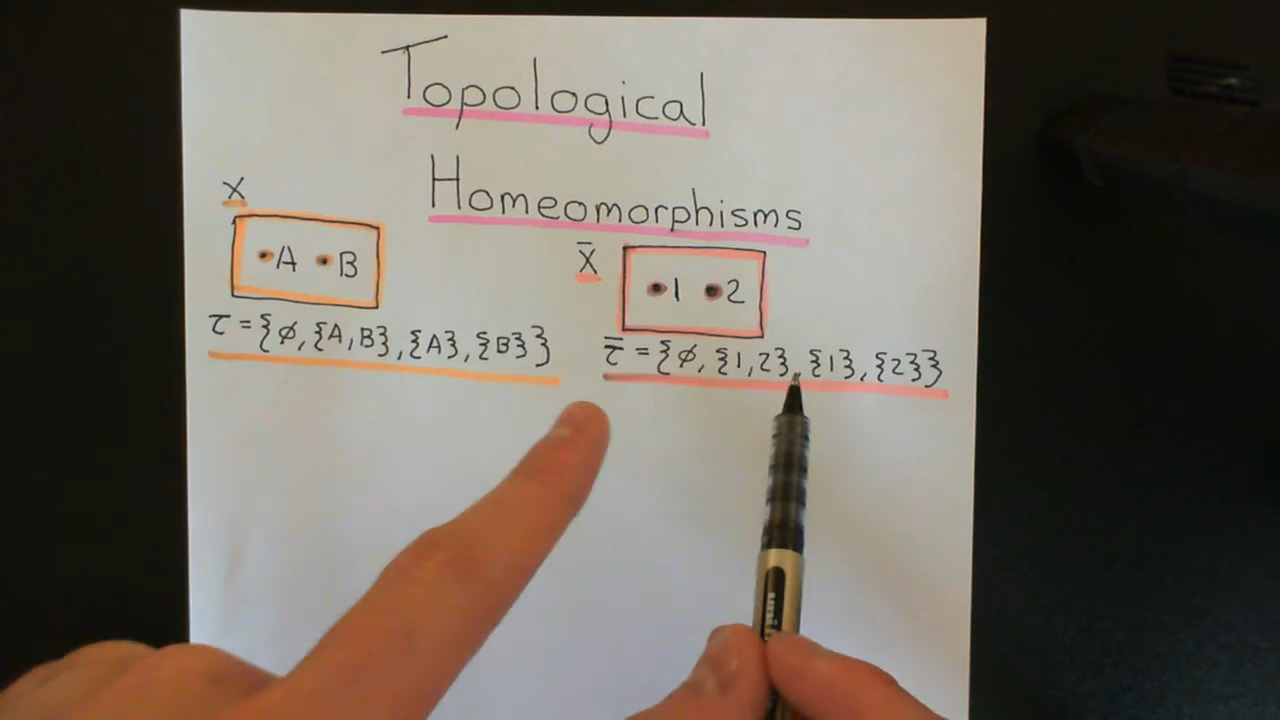 Topological
Homeomorphisms
X
A B
τ = {∅, {A, B}, {A}, {B}}
X̄
1 2
τ̄ = {∅, {1, 2}, {1}, {2}}